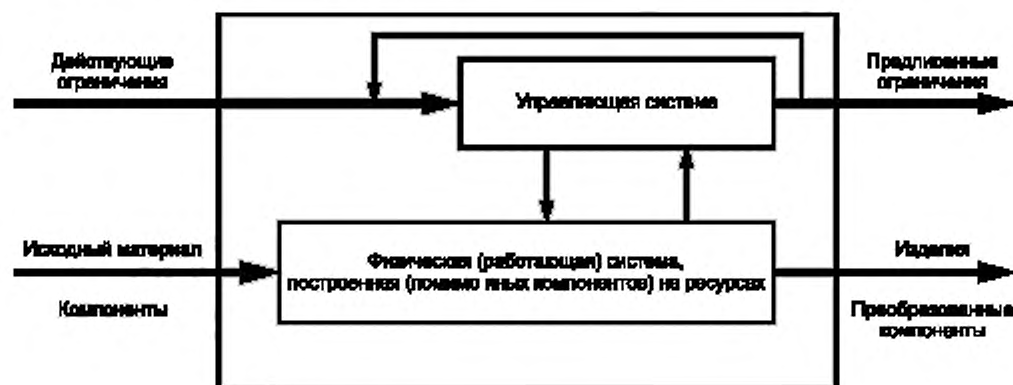 Действующие
ограничения
Управляющая система
Предписанные
ограничения
Исходный материал
Компоненты
Физическая (работающая) система,
построенная (помимо иных компонентов) на ресурсах
Изделия
Преобразованные
компоненты